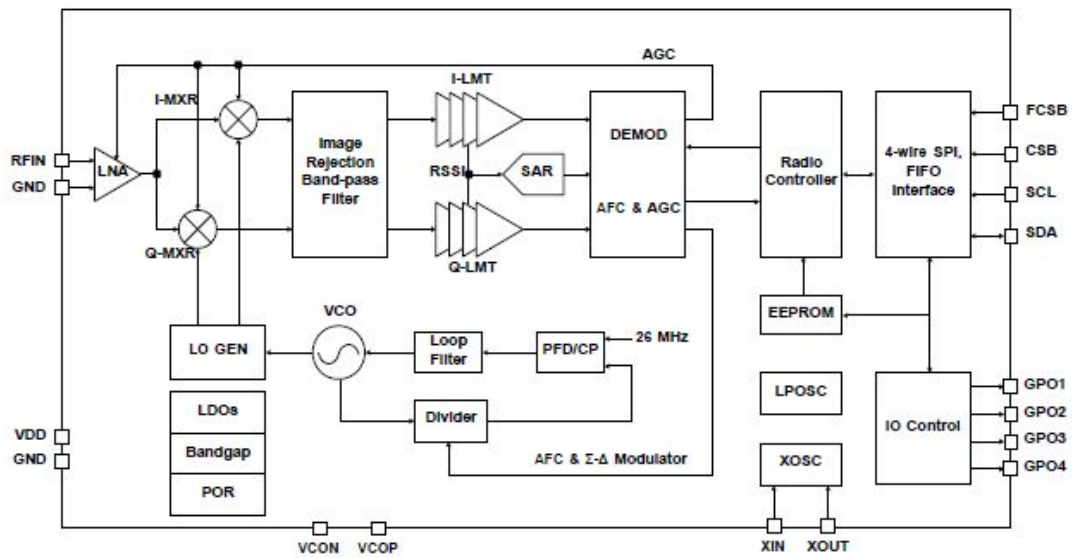 AGC
I-LMT
I-MXR
RFIN
GND
LNA
Q-MXR
Image
Rejection
Band-pass
Filter
RSSI
SAR
Q-LMT
DEMOD
AFC & AGC
Radio
Controller
4-wire SPI,
FIFO
Interface
FCSB
CSB
SCL
SDA
EEPROM
VCO
LO GEN
Loop
Filter
PFD/CP
26 MHz
Divider
AFC & Σ-Δ Modulator
LDOs
Bandgap
POR
VDD
GND
LPOSC
XOSC
IO Control
GPO1
GPO2
GPO3
GPO4
VCON
VCOP
XIN
XOUT